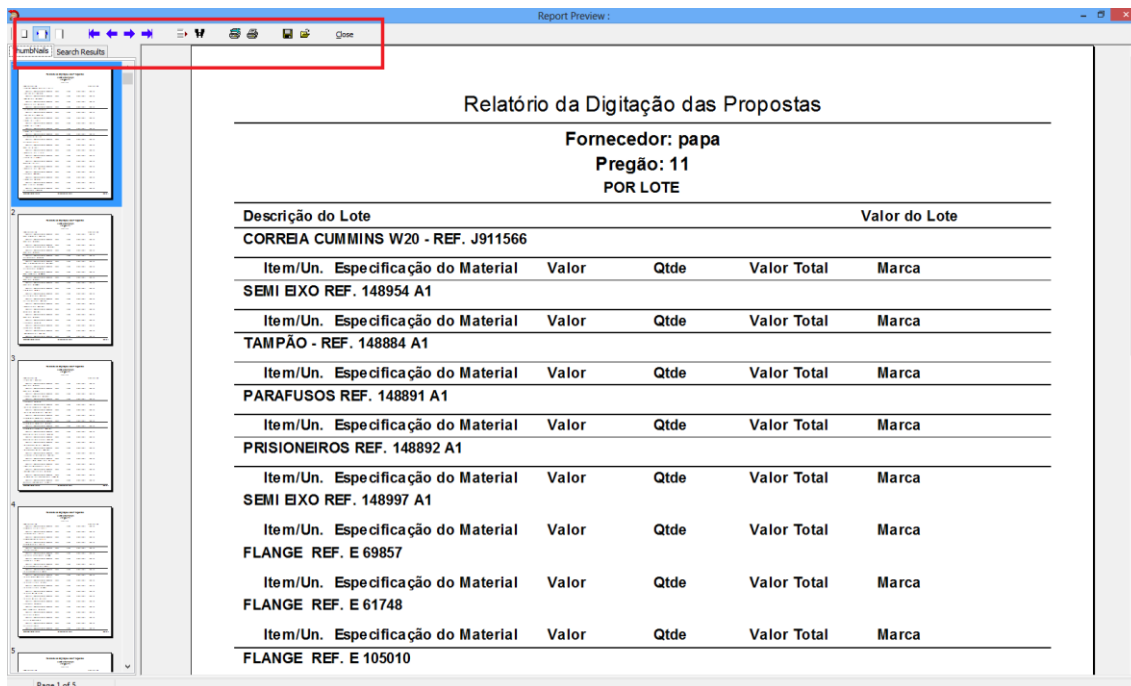 Report Preview :
Close
Thumbnails Search Results
Relatório da Digitação das Propostas
Fornecedor: papa
Pregão: 11
POR LOTE
Descrição do Lote Valor do Lote
CORREIA CUMMINS W20 - REF. J911566
Item/Un. Especificação do Material Valor Qtde Valor Total Marca
SEMI EIXO REF. 148954 A1
Item/Un. Especificação do Material Valor Qtde Valor Total Marca
TAMPÃO - REF. 148884 A1
Item/Un. Especificação do Material Valor Qtde Valor Total Marca
PARAFUSOS REF. 148891 A1
Item/Un. Especificação do Material Valor Qtde Valor Total Marca
PRISIONEIROS REF. 148892 A1
Item/Un. Especificação do Material Valor Qtde Valor Total Marca
SEMI EIXO REF. 148997 A1
Item/Un. Especificação do Material Valor Qtde Valor Total Marca
FLANGE REF. E 69857
Item/Un. Especificação do Material Valor Qtde Valor Total Marca
FLANGE REF. E 61748
Item/Un. Especificação do Material Valor Qtde Valor Total Marca
FLANGE REF. E 105010
2
3
4
5
Page 1 of 5